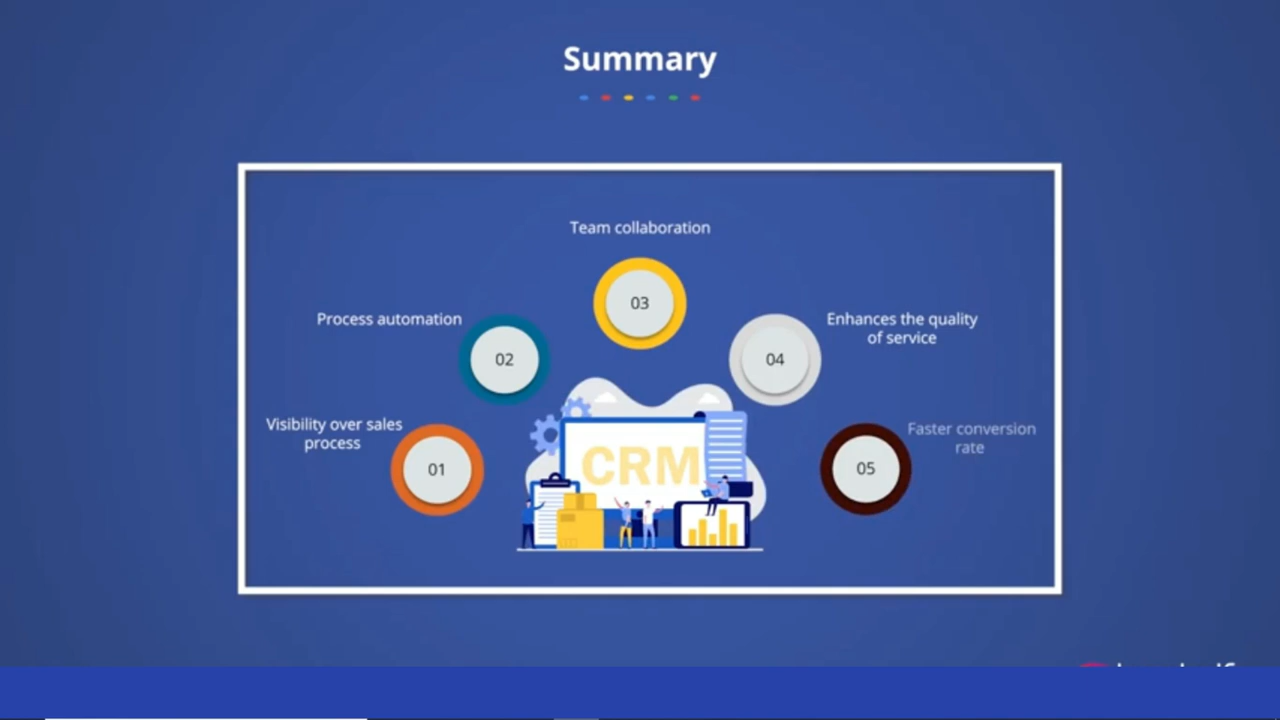 Summary
Team collaboration
03
Process automation
02
Enhances the quality
of service
04
Visibility over sales
process
01
Faster conversion
rate
05
CRM